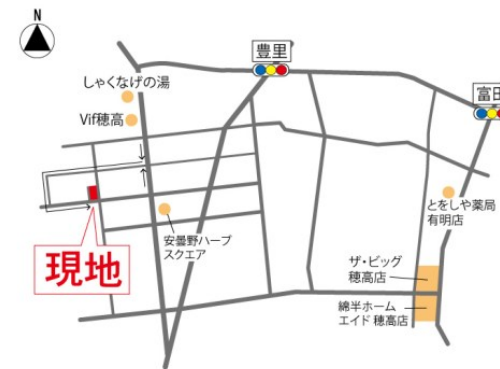 N
豊里
富田
しゃくなげの湯
Vif穂高
とをしや薬局
有明店
安曇野ハーブ
スクエア
現地
ザ・ビッグ
穂高店
綿半ホーム
エイド 穂高店